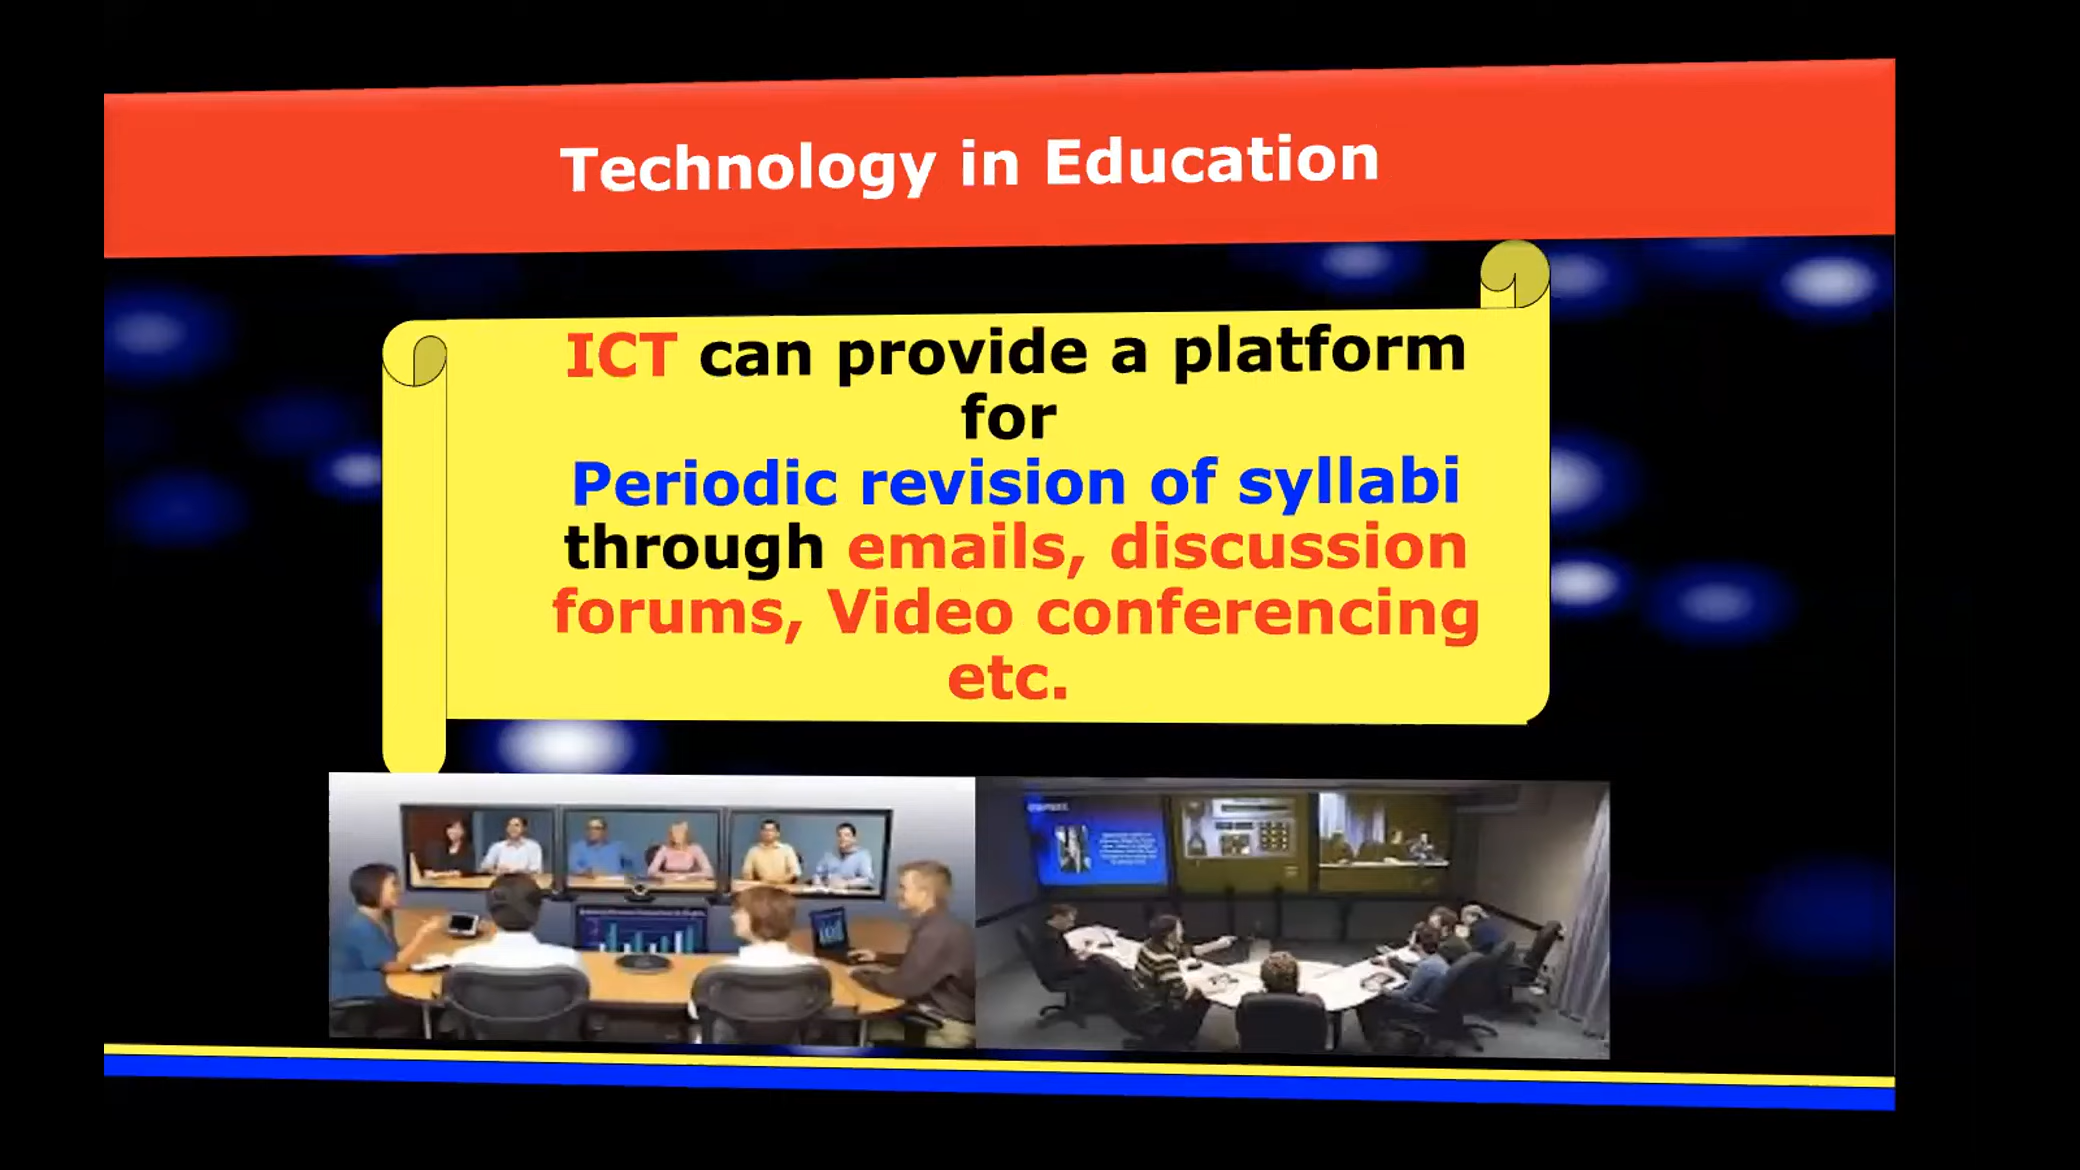 Technology in Education
ICT can provide a platform
for
Periodic revision of syllabi
through emails, discussion
forums, Video conferencing
etc.